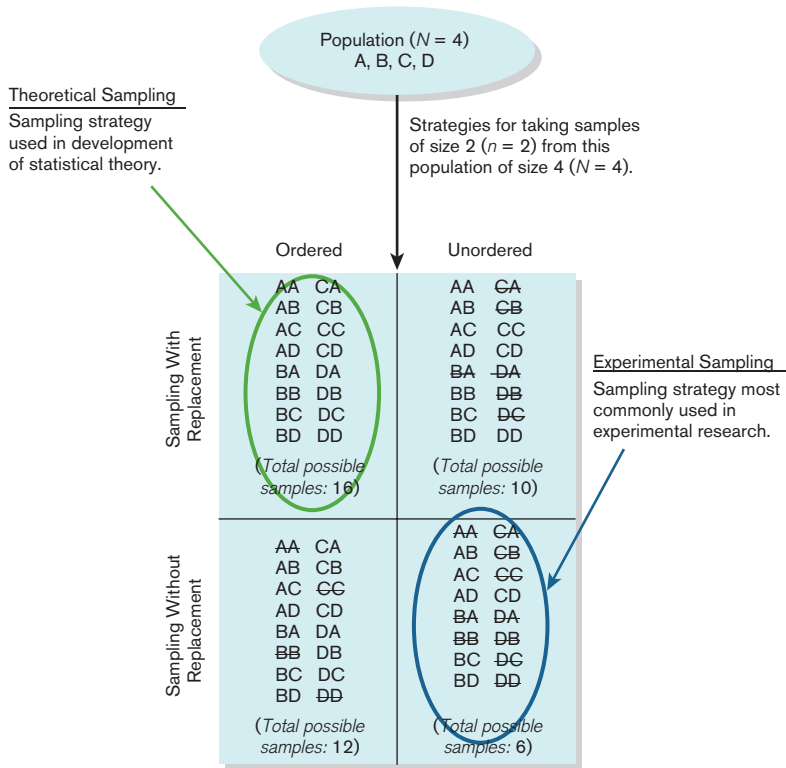 Population (N = 4)
A, B, C, D
Theoretical Sampling
Sampling strategy
used in development
of statistical theory.
Strategies for taking samples
of size 2 (n = 2) from this
population of size 4 (N = 4).
Ordered
Unordered
Sampling With
Replacement
AA CA
AB CB
AC CC
AD CD
BA DA
BB DB
BC DC
BD DD
(Total possible
samples: 16)
AA CA
AB CB
AC CC
AD CD
BA DA
BB DB
BC DC
BD DD
(Total possible
samples: 10)
Experimental Sampling
Sampling strategy most
commonly used in
experimental research.
Sampling Without
Replacement
AA CA
AB CB
AC CC
AD CD
BA DA
BB DB
BC DC
BD DD
(Total possible
samples: 12)
AA CA
AB CB
AC CC
AD CD
BA DA
BB DB
BC DC
BD DD
(Total possible
samples: 6)